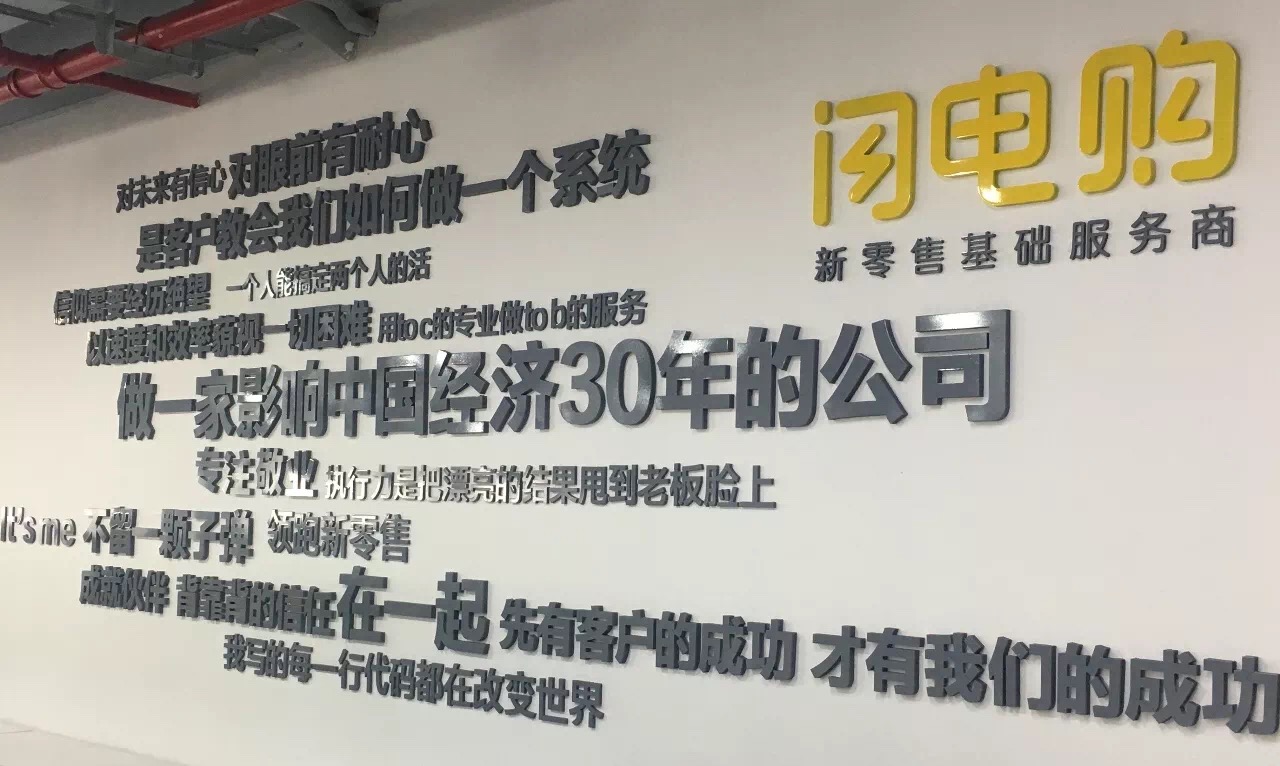 闪电购
新零售基础服务商
对未来有信心 对眼前有耐心
是客户教会我们如何做一个系统
信仰需要经历绝望 一个人能搞定两个人的活
以速度和效率藐视一切困难 用toc的专业做tob的服务
做一家影响中国经济30年的公司
专注敬业 执行力是把漂亮的结果甩到老板脸上
It's me 不留一颗子弹 领跑新零售
成就伙伴 背靠背的信任 在一起 先有客户的成功 才有我们的成功
我写的每一行代码都在改变世界